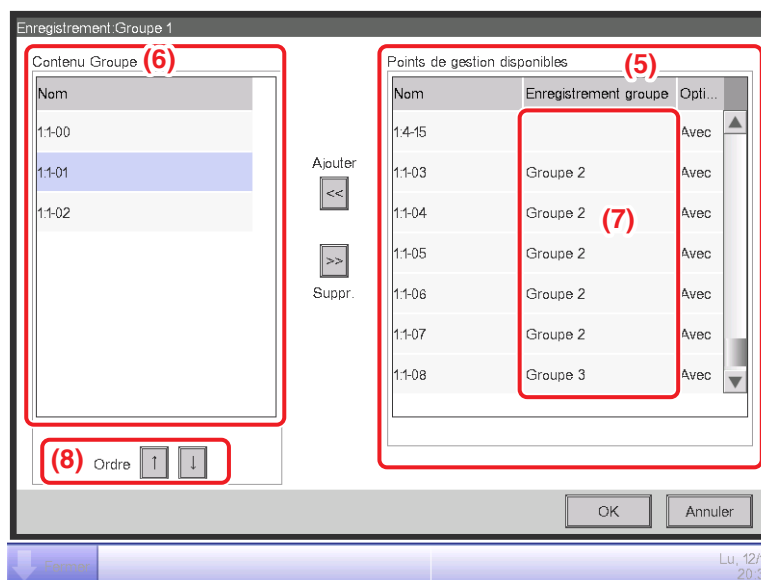 Enregistrement:Groupe 1
Contenu Groupe (6)
Nom
1:1-00
1:1-01
1:1-02
Ajouter
<<
>>
Suppr.
Points de gestion disponibles (5)
Nom Enregistrement groupe Opti...
1:4-15 Avec
1:1-03 Groupe 2 Avec
1:1-04 Groupe 2 (7) Avec
1:1-05 Groupe 2 Avec
1:1-06 Groupe 2 Avec
1:1-07 Groupe 2 Avec
1:1-08 Groupe 3 Avec
(8) Ordre ↑ ↓
OK Annuler
Lu, 12/